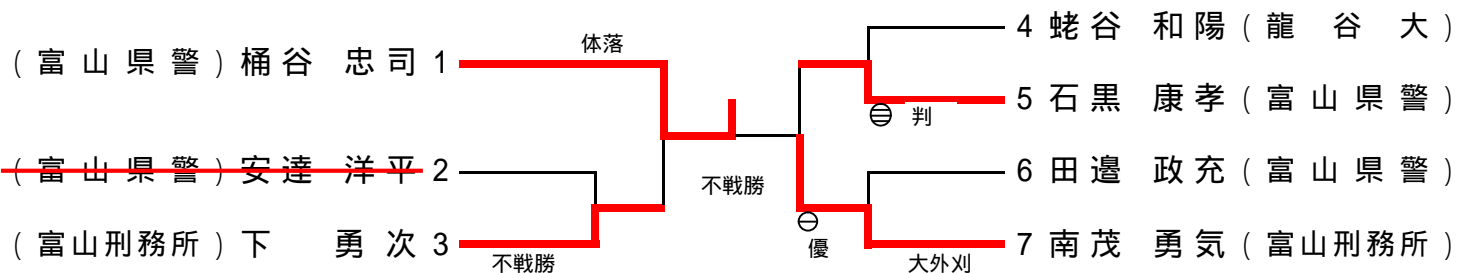 (富山県警) 桶谷 忠司 1
(富山県警) 安達 洋平 2
(富山刑務所) 下 勇次 3
体落
不戦勝
不戦勝
㊀ 優
㊂ 判
大外刈
4 蛯谷 和陽 (龍谷大)
5 石黒 康孝 (富山県警)
6 田邉 政充 (富山県警)
7 南茂 勇気 (富山刑務所)